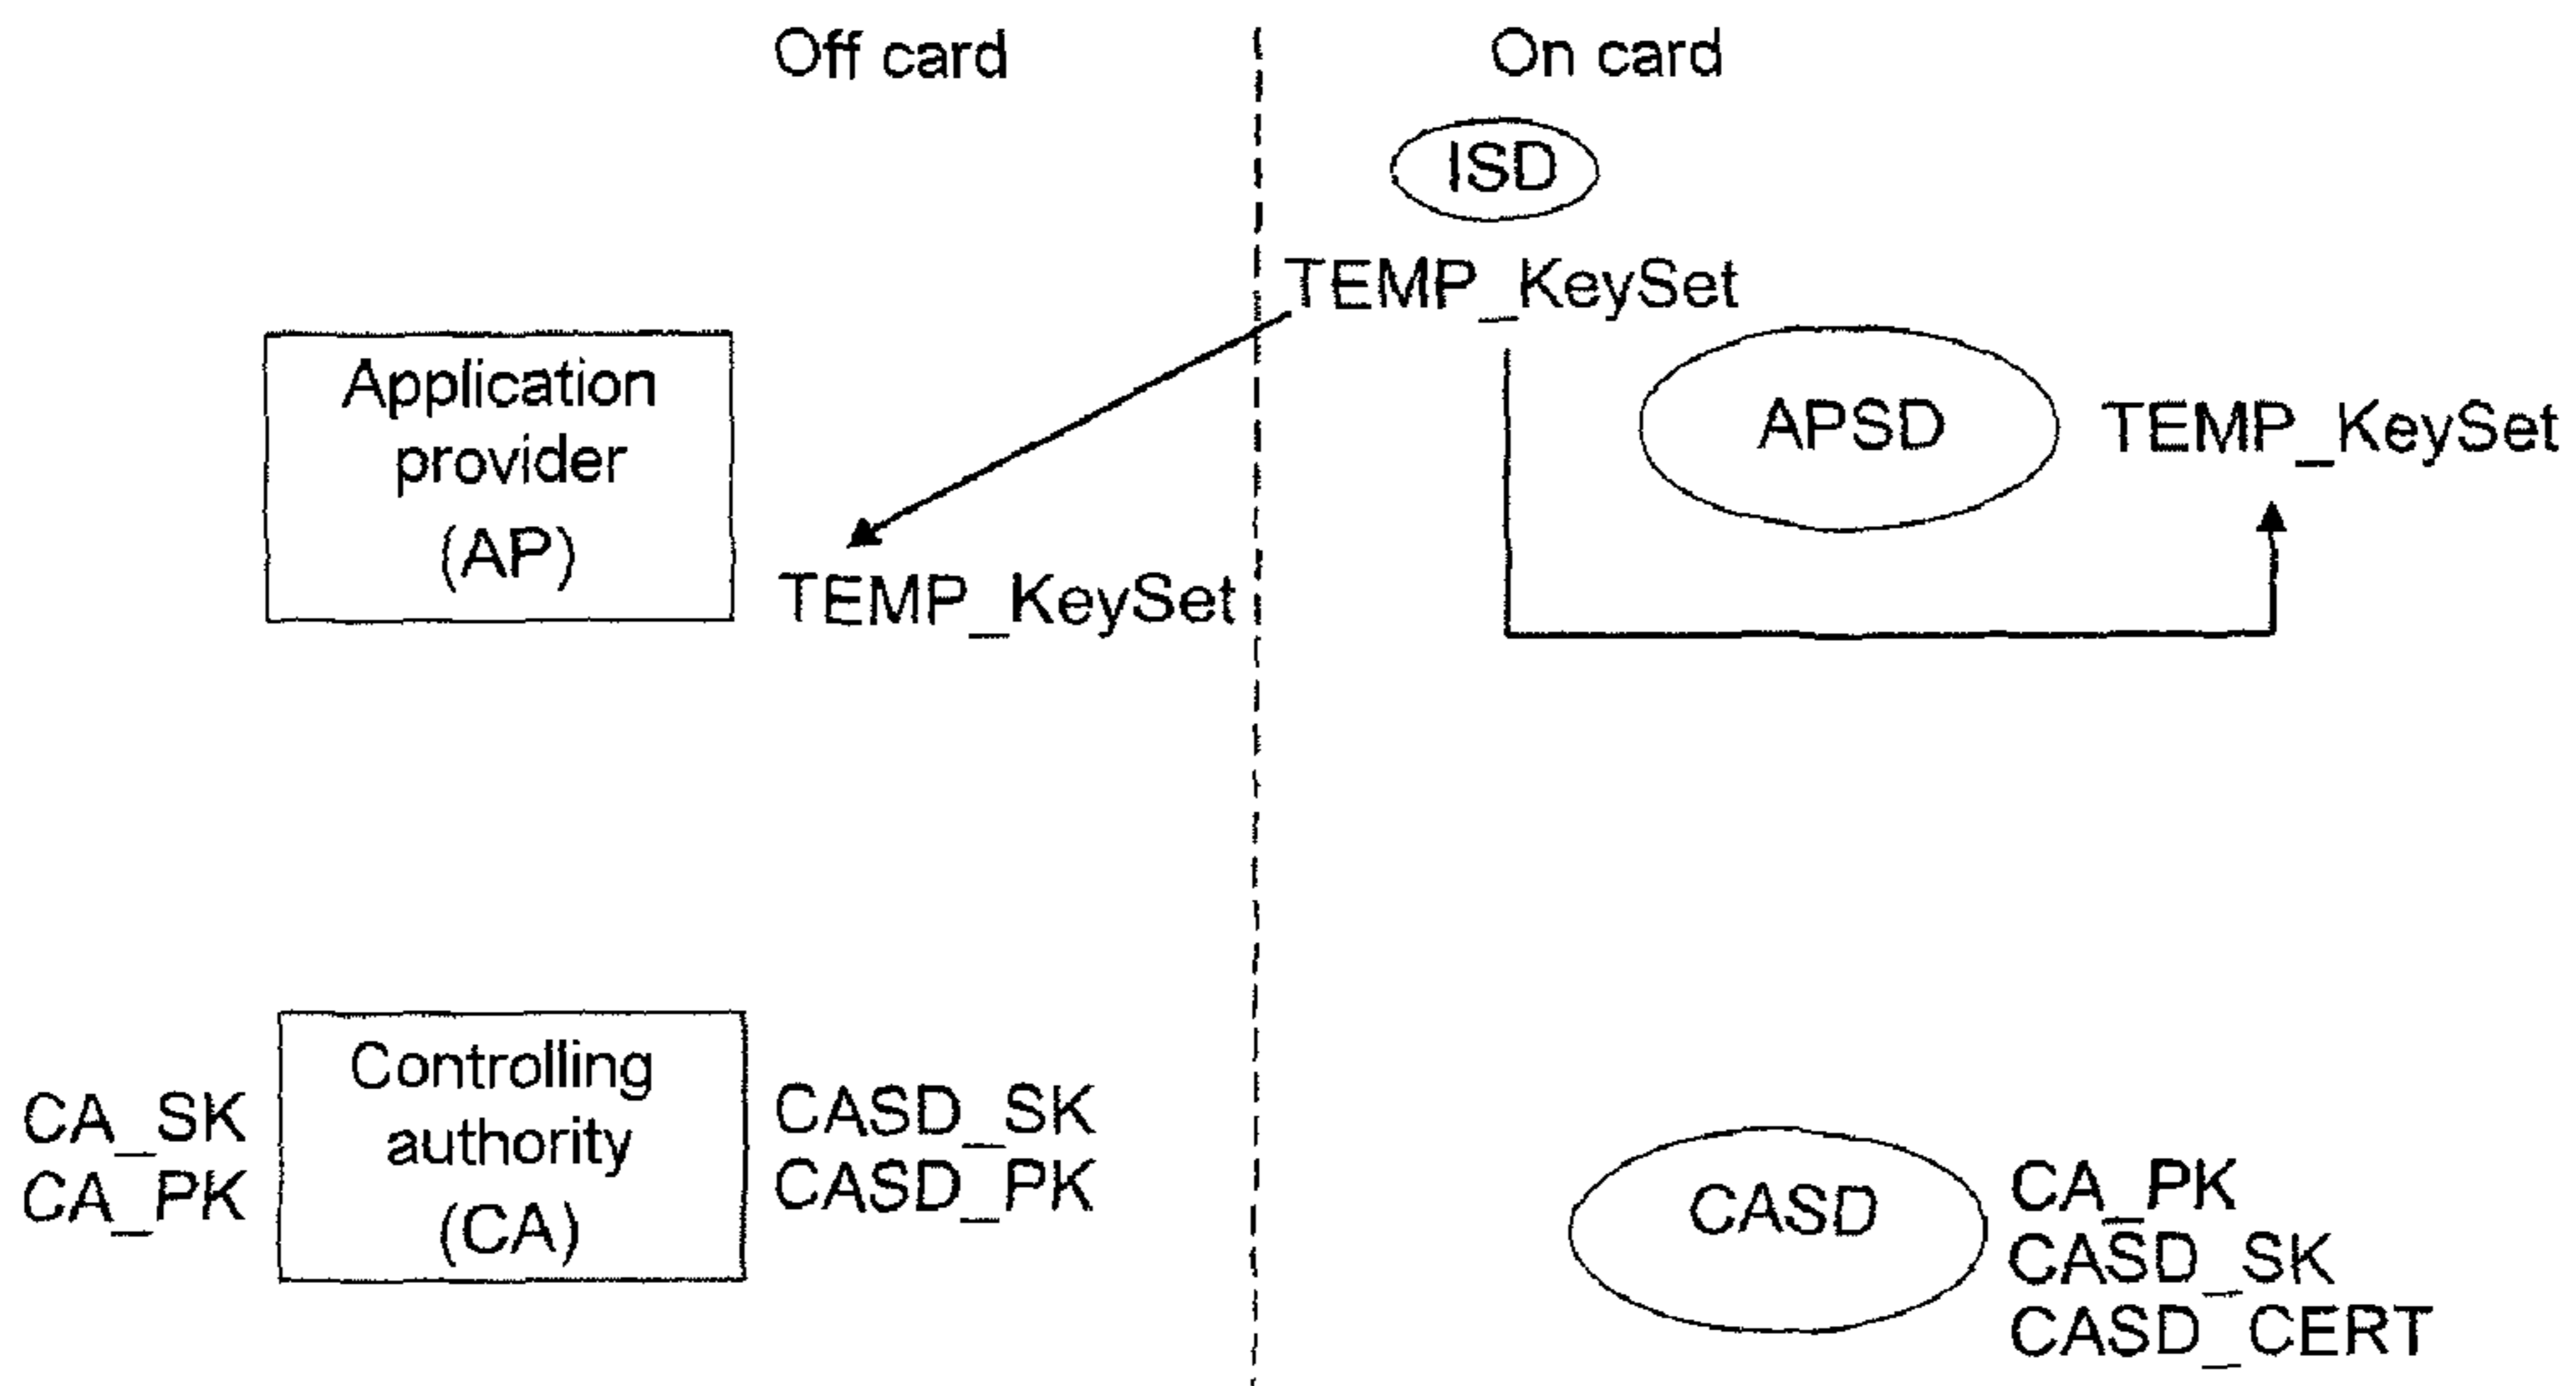 Off card
On card
ISD
TEMP_KeySet
Application
provider
(AP)
TEMP_KeySet
APSD
TEMP_KeySet
CA_SK
CA_PK
Controlling
authority
(CA)
CASD_SK
CASD_PK
CASD
CA_PK
CASD_SK
CASD_CERT